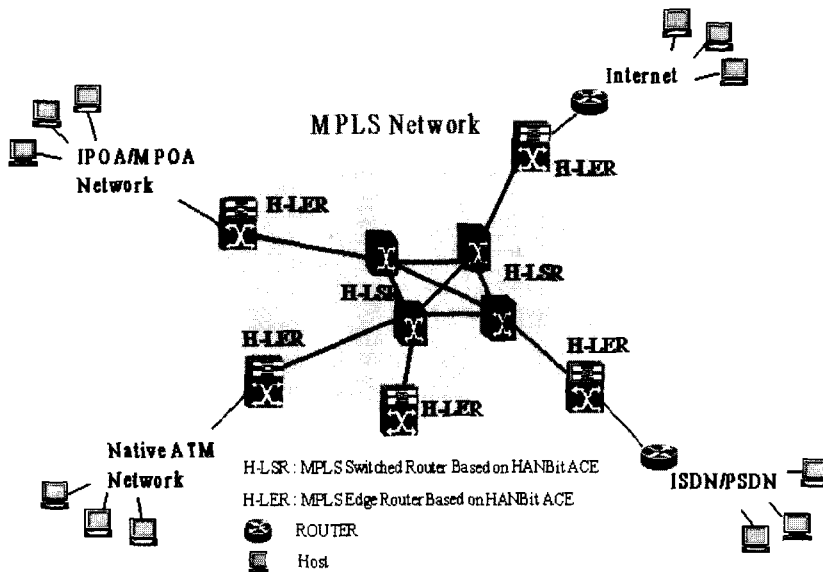 Internet
MPLS Network
IPOA/MPOA
Network
H-LER
H-LER
H-LSR
H-LSR
H-LER
H-LER
H-LER
Native ATM
Network
H-LSR : MPLS Switched Router Based on HANBit ACE
ISDN/PSDN
H-LER : MPLS Edge Router Based on HANBit ACE
ROUTER
Host